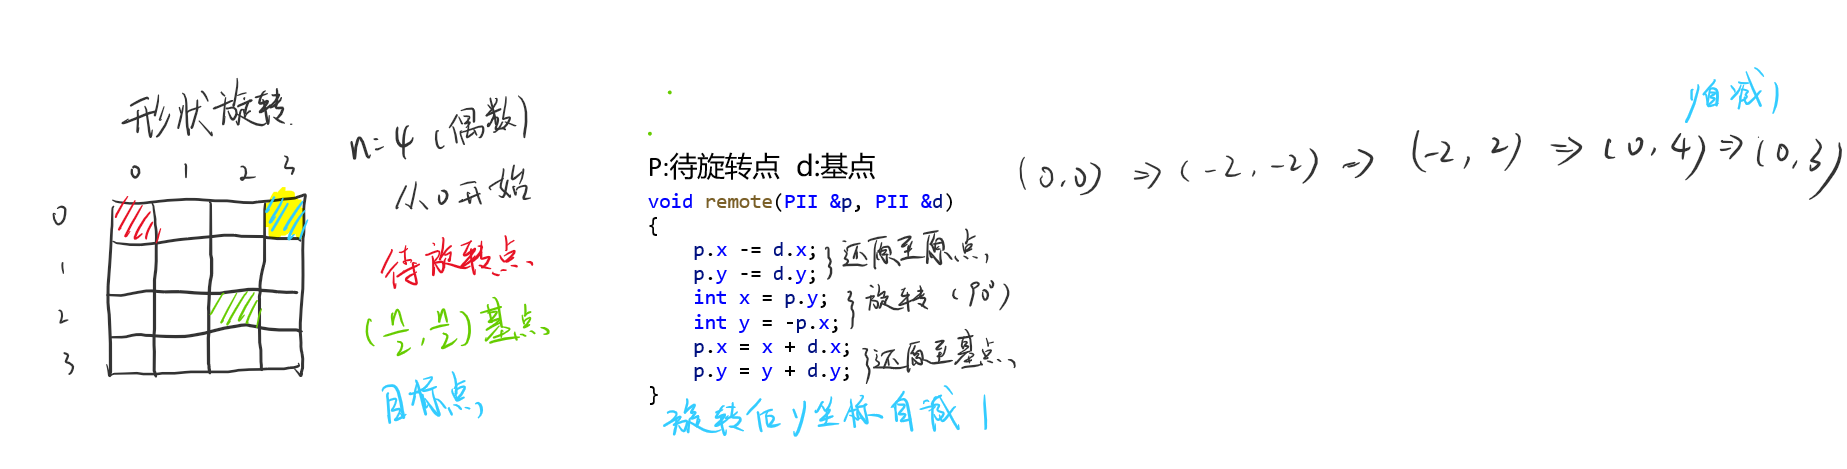 形状旋转
0 1 2 3
0
1
2
3
n=4 (偶数)
从0开始
待旋转点
(n/2, n/2) 基点
目标点
P:待旋转点 d:基点
void remote(PII &p, PII &d)
{
p.x -= d.x;
p.y -= d.y;
还原至原点
int x = p.y;
int y = -p.x;
旋转 (90°)
p.x = x + d.x;
p.y = y + d.y;
还原至基点
}
旋转后y坐标自减1
(0,0) => (-2,-2) => (-2,2) => (0,4) => (0,3)
y自减1